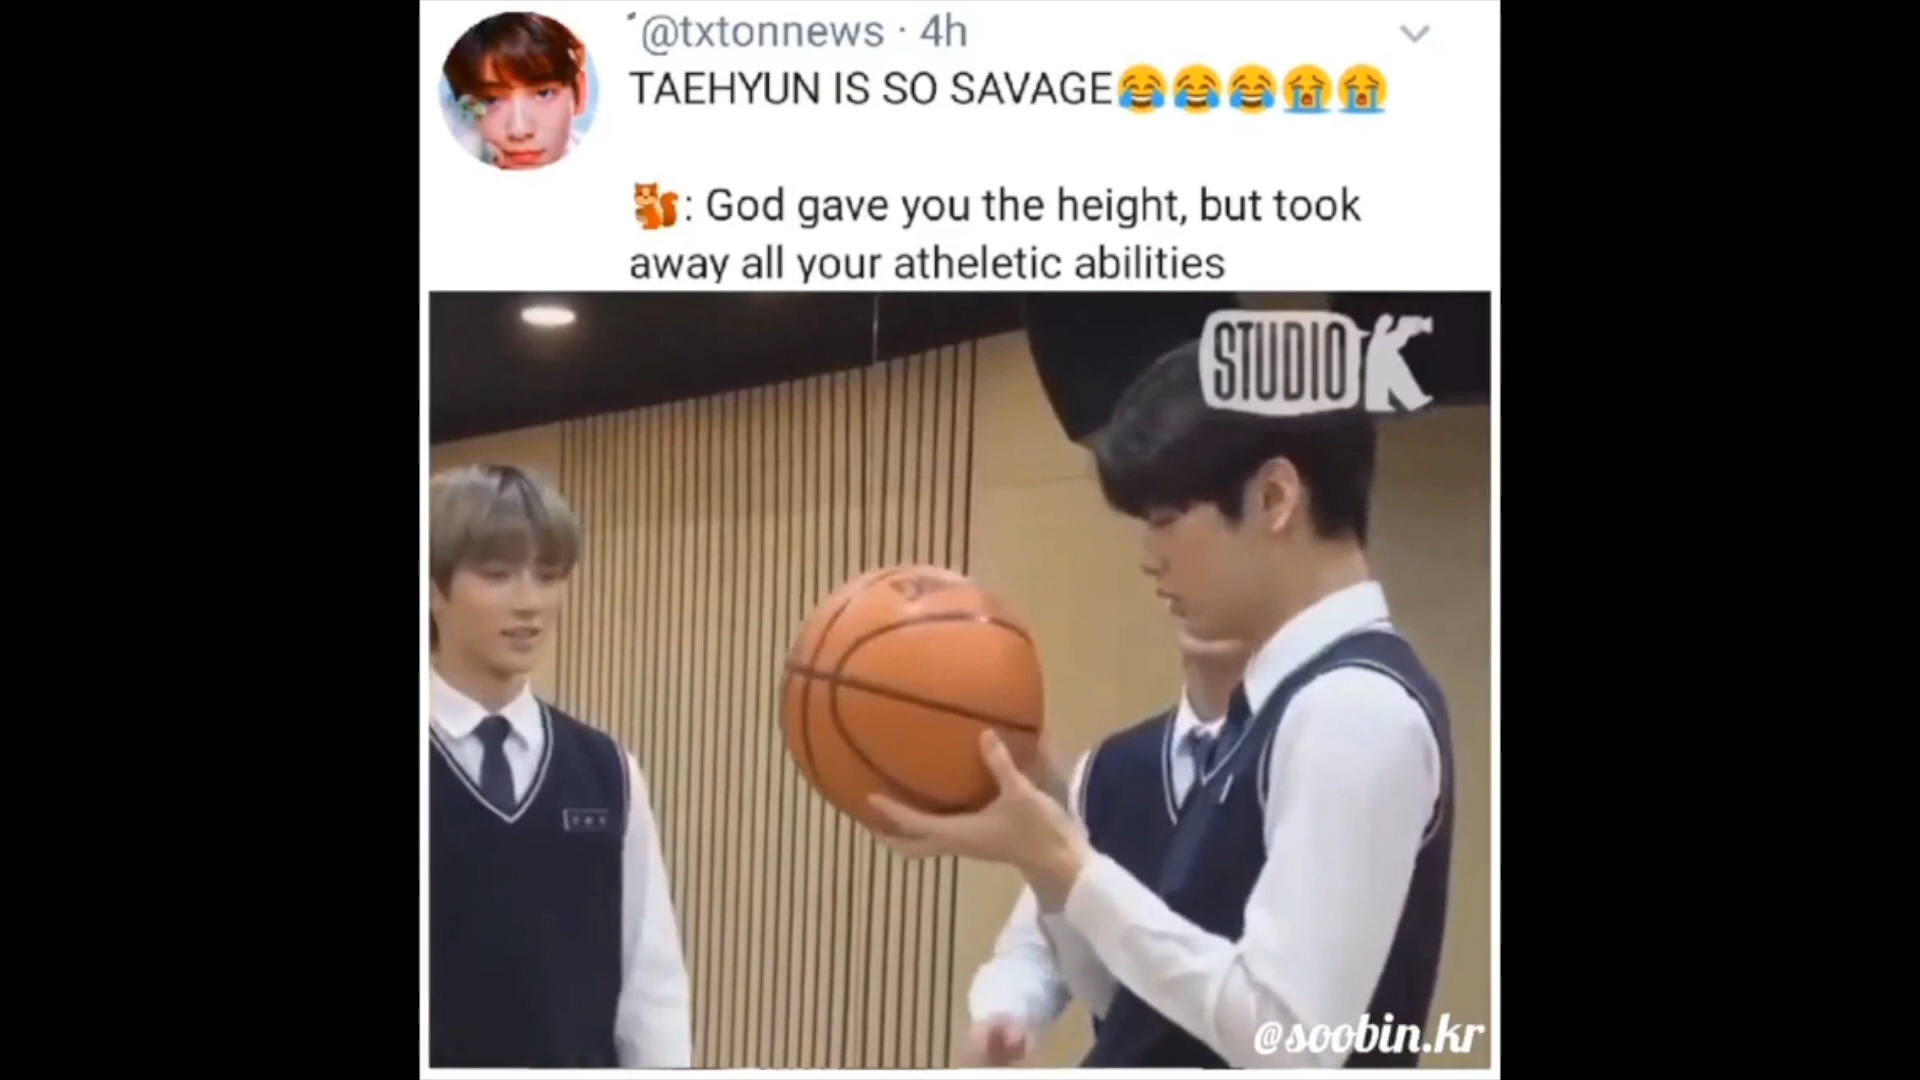 @txtonnews · 4h
TAEHYUN IS SO SAVAGE😂😂😂😭😭
🐿️: God gave you the height, but took
away all your atheletic abilities
STUDIO K
@soobin.kr